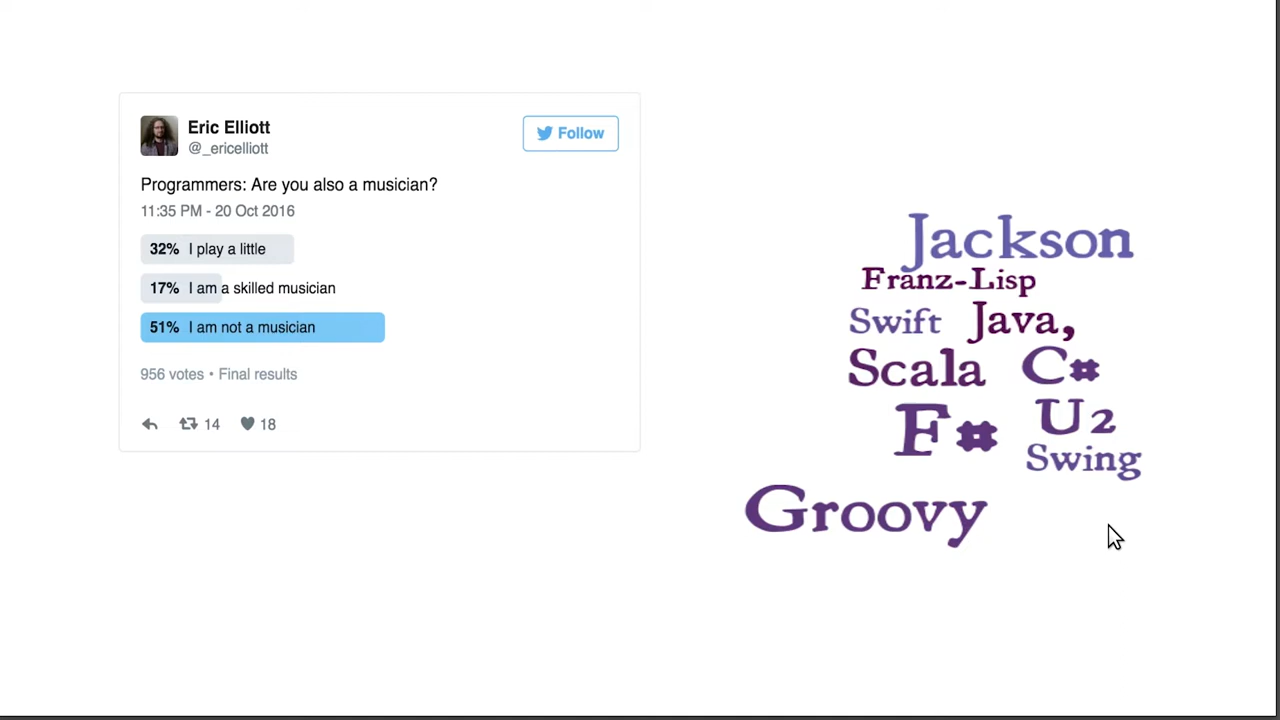 Eric Elliott
@_ericelliott
Follow
Programmers: Are you also a musician?
11:35 PM - 20 Oct 2016
32% I play a little
17% I am a skilled musician
51% I am not a musician
956 votes • Final results
14 18
Jackson
Franz-Lisp
Swift Java,
Scala C#
F# U2
Swing
Groovy